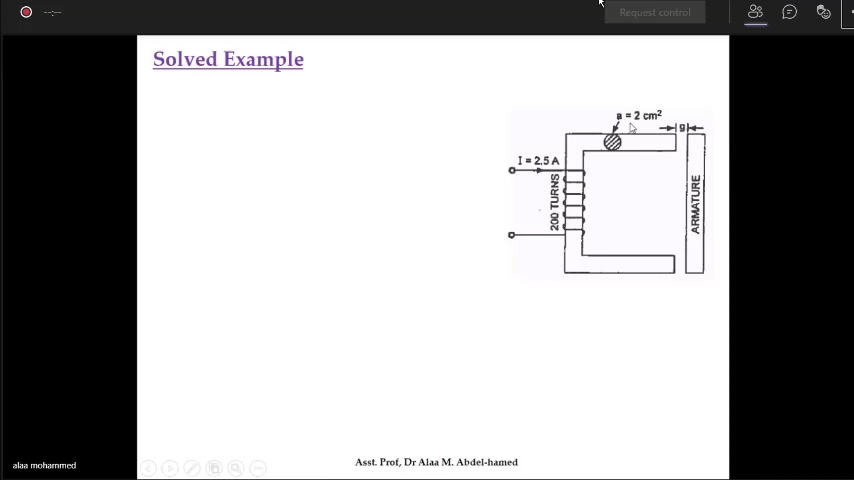 --:--
Request control
Solved Example
a = 2 cm²
g
I = 2.5 A
200 TURNS
ARMATURE
alaa mohammed
Asst. Prof, Dr Alaa M. Abdel-hamed